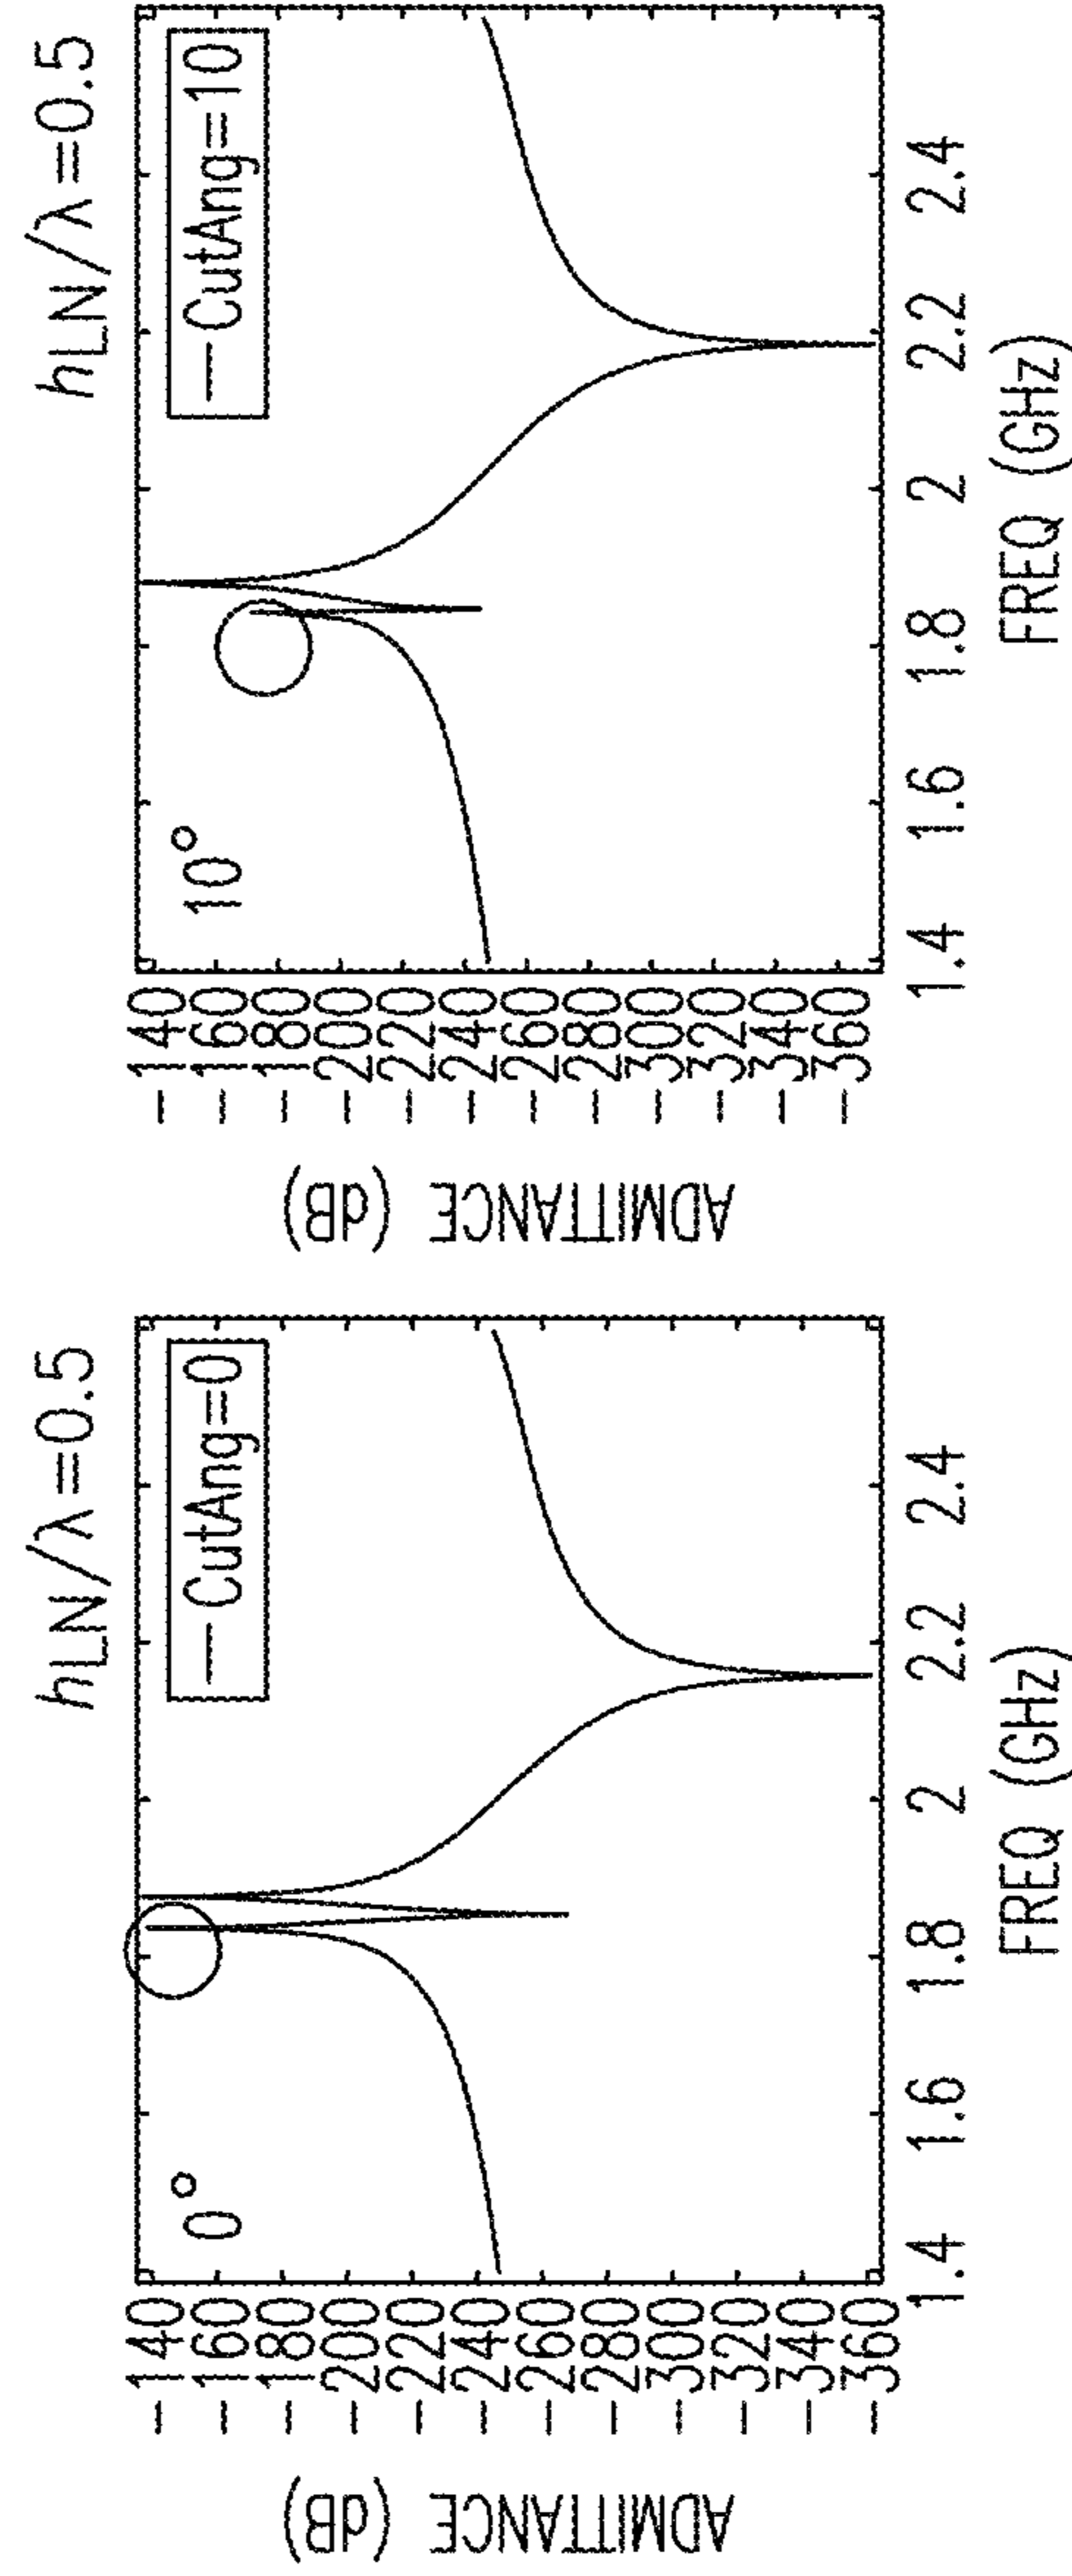 hLN/λ=0.5
CutAng=0
0°
ADMITTANCE (dB)
-140
-160
-180
-200
-220
-240
-260
-280
-300
-320
-340
-360
1.4 1.6 1.8 2 2.2 2.4
FREQ (GHz)
hLN/λ=0.5
CutAng=10
10°
ADMITTANCE (dB)
-140
-160
-180
-200
-220
-240
-260
-280
-300
-320
-340
-360
1.4 1.6 1.8 2 2.2 2.4
FREQ (GHz)